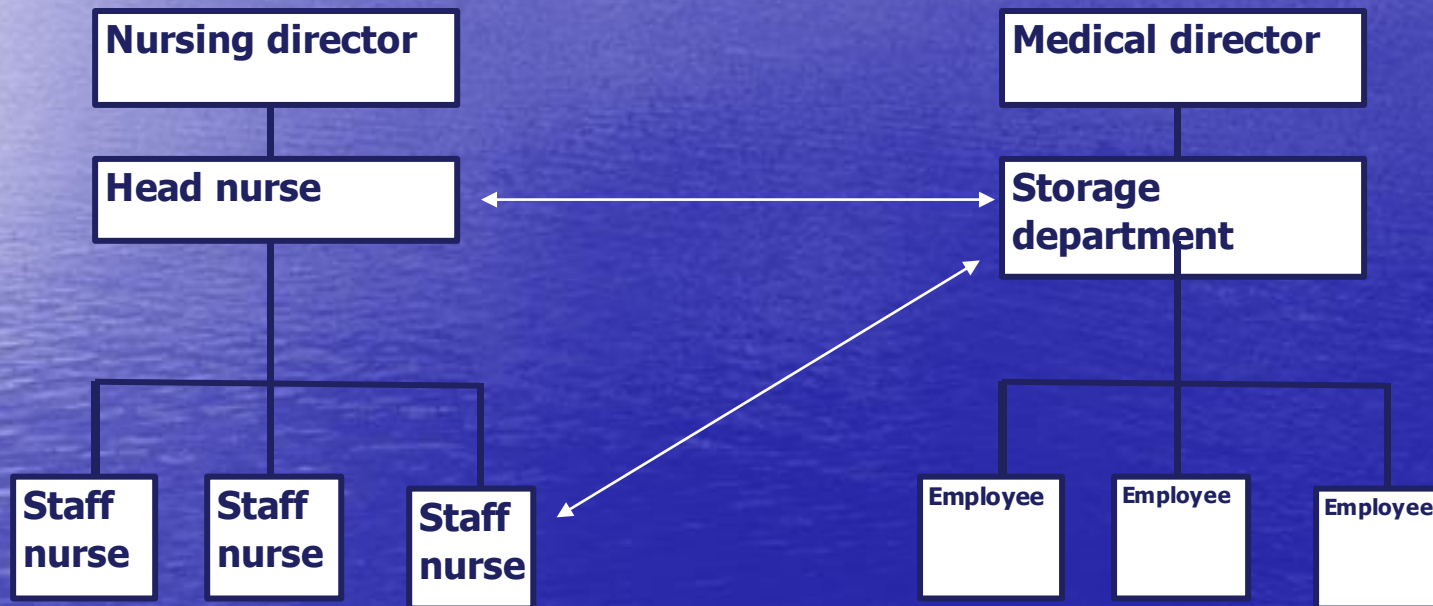 Nursing director
Medical director
Head nurse
Storage
department
Staff
nurse
Staff
nurse
Staff
nurse
Employee
Employee
Employee